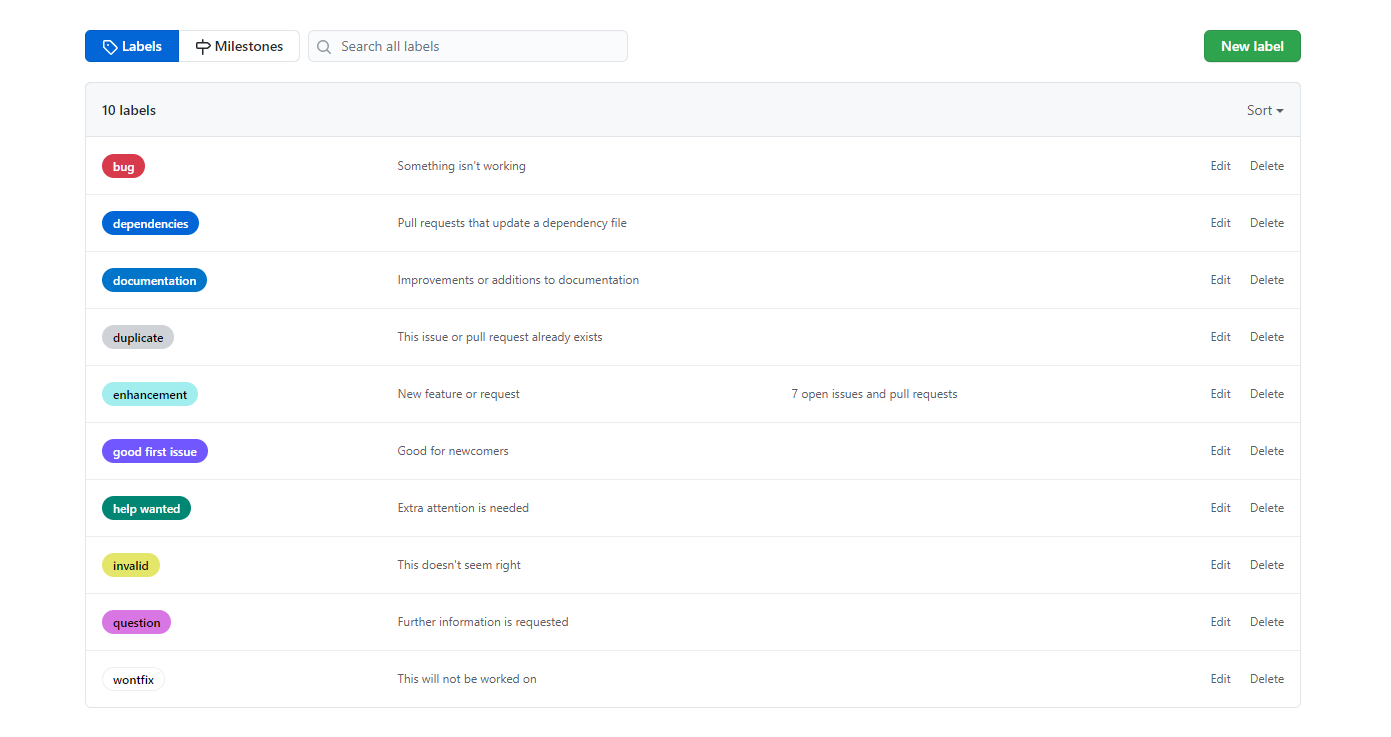 Labels Milestones Search all labels New label
10 labels Sort
bug Something isn't working Edit Delete
dependencies Pull requests that update a dependency file Edit Delete
documentation Improvements or additions to documentation Edit Delete
duplicate This issue or pull request already exists Edit Delete
enhancement New feature or request 7 open issues and pull requests Edit Delete
good first issue Good for newcomers Edit Delete
help wanted Extra attention is needed Edit Delete
invalid This doesn't seem right Edit Delete
question Further information is requested Edit Delete
wontfix This will not be worked on Edit Delete